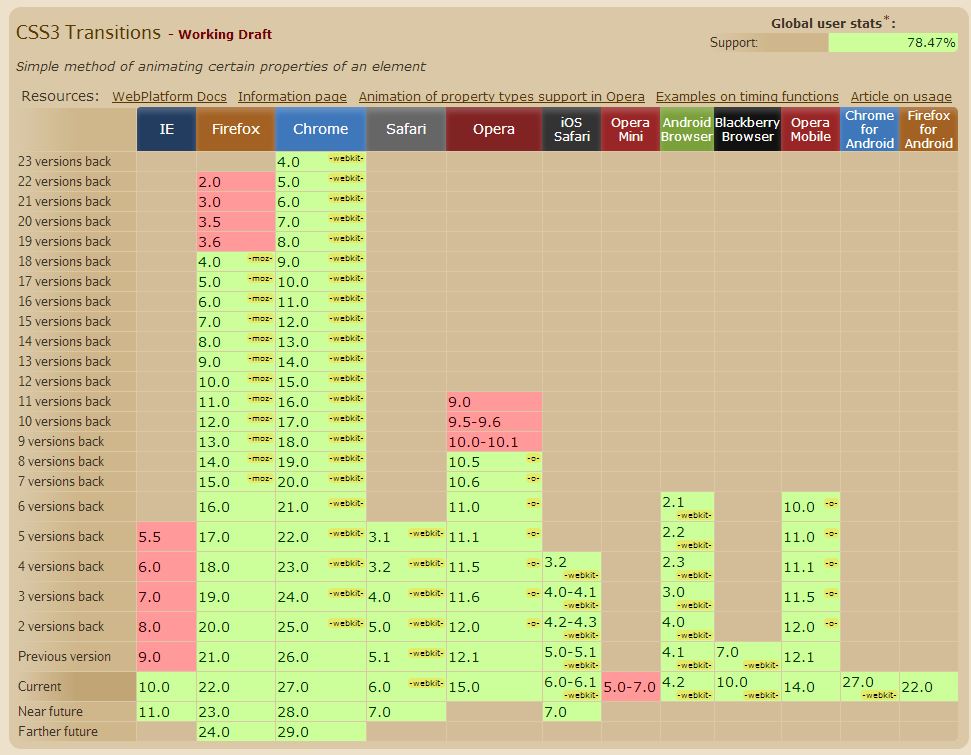 CSS3 Transitions - Working Draft
Global user stats*:
Support: 78.47%
Simple method of animating certain properties of an element
Resources: WebPlatform Docs Information page Animation of property types support in Opera Examples on timing functions Article on usage
IE Firefox Chrome Safari Opera iOS Safari Opera Mini Android Browser Blackberry Browser Opera Mobile Chrome for Android Firefox for Android
23 versions back 4.0 -webkit-
22 versions back 2.0 5.0 -webkit-
21 versions back 3.0 6.0 -webkit-
20 versions back 3.5 7.0 -webkit-
19 versions back 3.6 8.0 -webkit-
18 versions back 4.0 -moz- 9.0 -webkit-
17 versions back 5.0 -moz- 10.0 -webkit-
16 versions back 6.0 -moz- 11.0 -webkit-
15 versions back 7.0 -moz- 12.0 -webkit-
14 versions back 8.0 -moz- 13.0 -webkit-
13 versions back 9.0 -moz- 14.0 -webkit-
12 versions back 10.0 -moz- 15.0 -webkit-
11 versions back 11.0 -moz- 16.0 -webkit- 9.0
10 versions back 12.0 -moz- 17.0 -webkit- 9.5-9.6
9 versions back 13.0 -moz- 18.0 -webkit- 10.0-10.1
8 versions back 14.0 -moz- 19.0 -webkit- 10.5 -o-
7 versions back 15.0 -moz- 20.0 -webkit- 10.6 -o-
6 versions back 16.0 21.0 -webkit- 11.0 -o- 2.1 -webkit- 10.0 -o-
5 versions back 5.5 17.0 22.0 -webkit- 3.1 -webkit- 11.1 -o- 2.2 -webkit- 11.0 -o-
4 versions back 6.0 18.0 23.0 -webkit- 3.2 -webkit- 11.5 -o- 3.2 -webkit- 2.3 -webkit- 11.1 -o-
3 versions back 7.0 19.0 24.0 -webkit- 4.0 -webkit- 11.6 -o- 4.0-4.1 -webkit- 3.0 -webkit- 11.5 -o-
2 versions back 8.0 20.0 25.0 -webkit- 5.0 -webkit- 12.0 -o- 4.2-4.3 -webkit- 4.0 -webkit- 12.0 -o-
Previous version 9.0 21.0 26.0 5.1 -webkit- 12.1 5.0-5.1 -webkit- 4.1 -webkit- 7.0 -webkit- 12.1
Current 10.0 22.0 27.0 6.0 -webkit- 15.0 6.0-6.1 -webkit- 5.0-7.0 4.2 -webkit- 10.0 -webkit- 14.0 27.0 -webkit- 22.0
Near future 11.0 23.0 28.0 7.0 7.0
Farther future 24.0 29.0